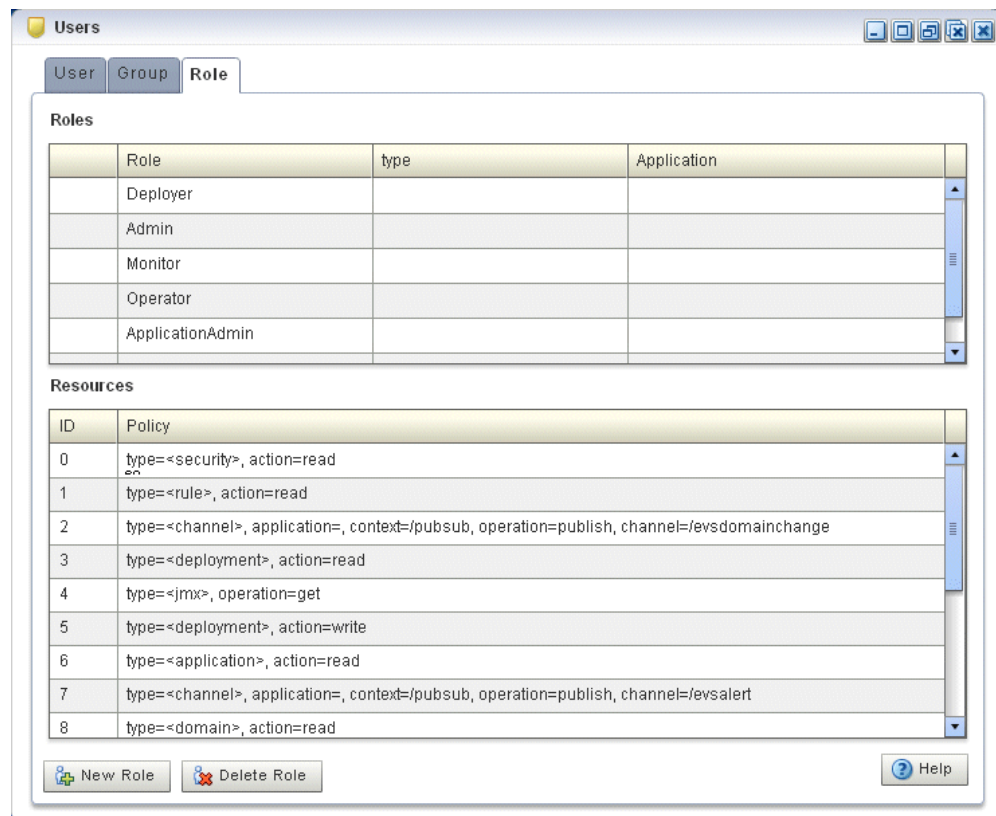 Users
User Group Role
Roles
Role type Application
Deployer
Admin
Monitor
Operator
ApplicationAdmin
Resources
ID Policy
0 type=<security>, action=read
1 type=<rule>, action=read
2 type=<channel>, application=, context=/pubsub, operation=publish, channel=/evsdomainchange
3 type=<deployment>, action=read
4 type=<jmx>, operation=get
5 type=<deployment>, action=write
6 type=<application>, action=read
7 type=<channel>, application=, context=/pubsub, operation=publish, channel=/evsalert
8 type=<domain>, action=read
New Role Delete Role Help